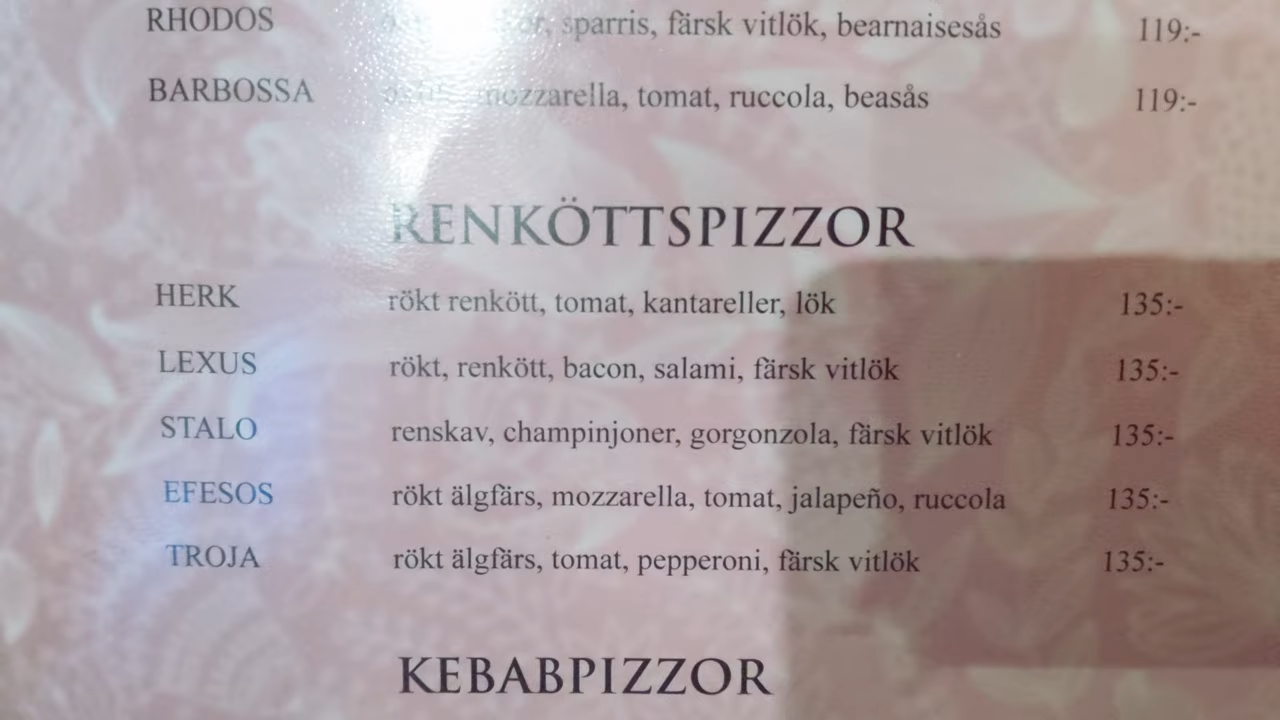 RHODOS sparris, färsk vitlök, bearnaisesås 119:-
BARBOSSA mozzarella, tomat, ruccola, beasås 119:-
RENKÖTTSPIZZOR
HERK rökt renkött, tomat, kantareller, lök 135:-
LEXUS rökt, renkött, bacon, salami, färsk vitlök 135:-
STALO renskav, champinjoner, gorgonzola, färsk vitlök 135:-
EFESOS rökt älgfärs, mozzarella, tomat, jalapeño, ruccola 135:-
TROJA rökt älgfärs, tomat, pepperoni, färsk vitlök 135:-
KEBABPIZZOR